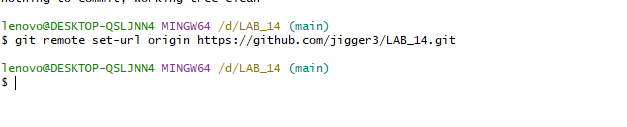 nothing to commit, working tree clean
lenovo@DESKTOP-QSLJNN4 MINGW64 /d/LAB_14 (main)
$ git remote set-url origin https://github.com/jigger3/LAB_14.git
lenovo@DESKTOP-QSLJNN4 MINGW64 /d/LAB_14 (main)
$